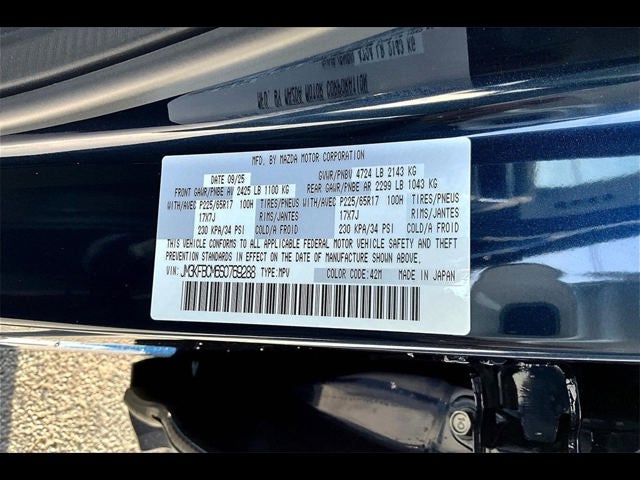 MFD. BY MAZDA MOTOR CORPORATION
DATE 09/25 GVWR/PNBV 4724 LB 2143 KG
FRONT GAWR/PNBE AV 2425 LB 1100 KG REAR GAWR/PNBE AR 2299 LB 1043 KG
WITH/AVEC P225/65R17 100H TIRES/PNEUS WITH/AVEC P225/65R17 100H TIRES/PNEUS
17X7J RIMS/JANTES 17X7J RIMS/JANTES
230 KPA/34 PSI COLD/A FROID 230 KPA/34 PSI COLD/A FROID
THIS VEHICLE CONFORMS TO ALL APPLICABLE FEDERAL MOTOR VEHICLE SAFETY AND THEFT
PREVENTION STANDARDS IN EFFECT ON THE DATE OF MANUFACTURE SHOWN ABOVE.
VIN: JM3KFBCM6S0769288 TYPE: MPV COLOR CODE: 42M MADE IN JAPAN